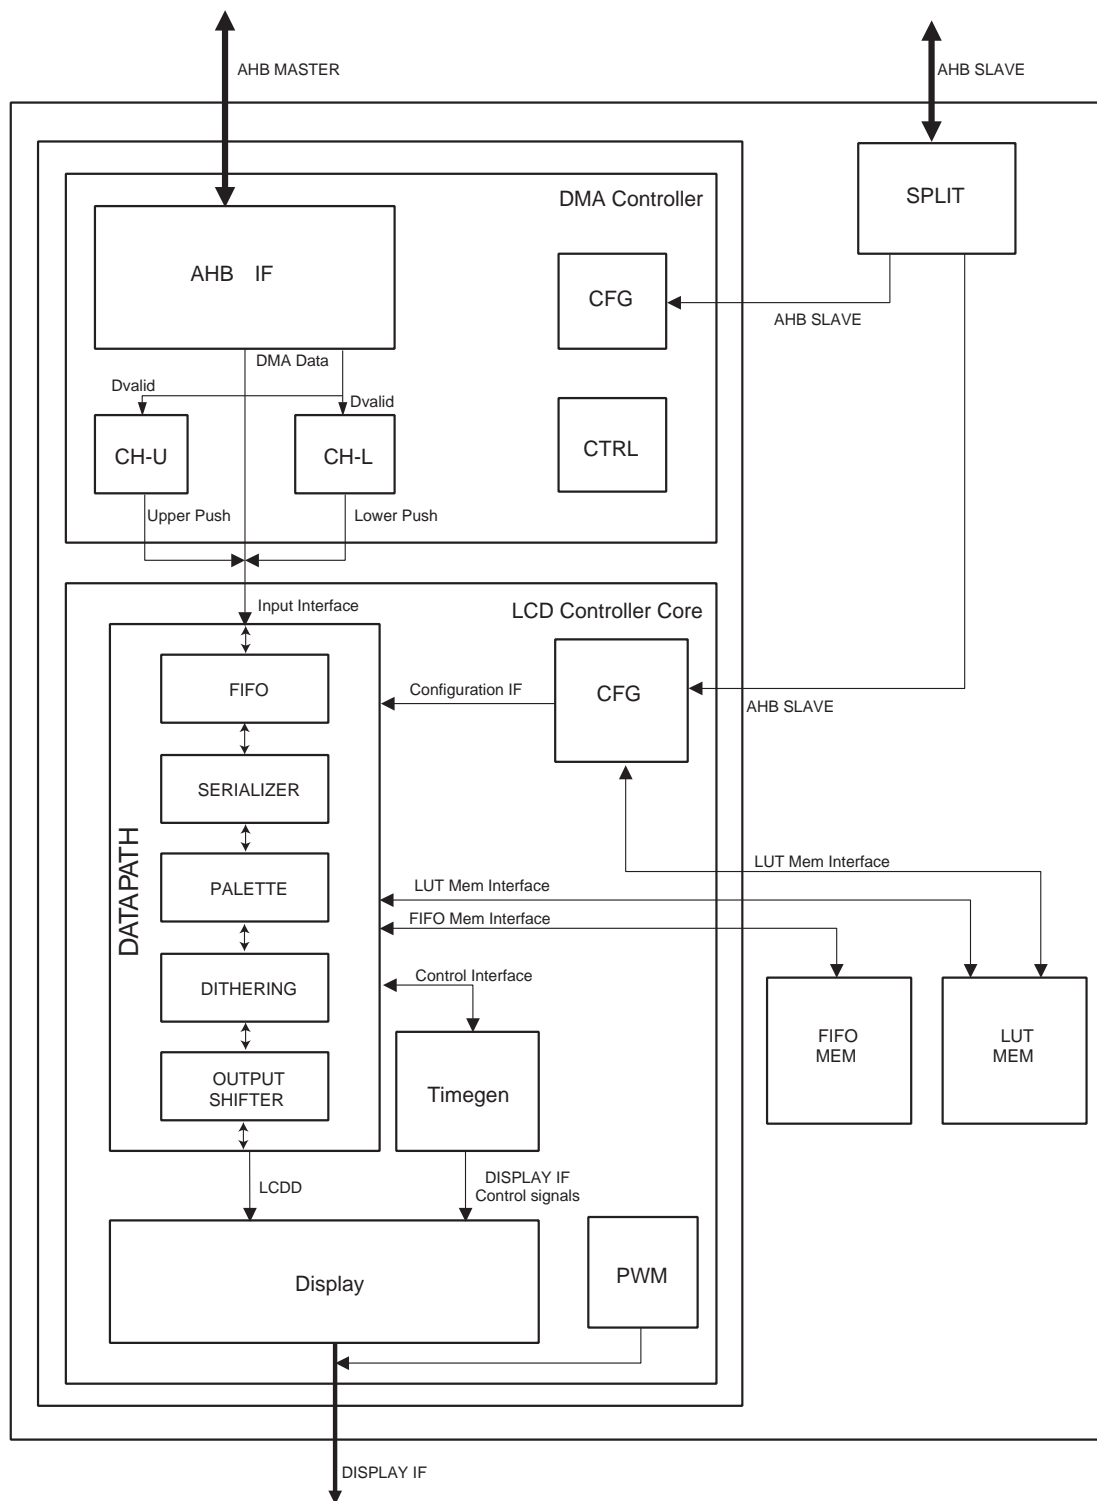 AHB MASTER
AHB SLAVE
DMA Controller
SPLIT
AHB IF
CFG
AHB SLAVE
DMA Data
Dvalid
Dvalid
CH-U
CH-L
CTRL
Upper Push
Lower Push
Input Interface
LCD Controller Core
FIFO
Configuration IF
CFG
AHB SLAVE
SERIALIZER
DATAPATH
PALETTE
LUT Mem Interface
LUT Mem Interface
FIFO Mem Interface
DITHERING
Control Interface
FIFO
MEM
LUT
MEM
OUTPUT
SHIFTER
Timegen
LCDD
DISPLAY IF
Control signals
Display
PWM
DISPLAY IF